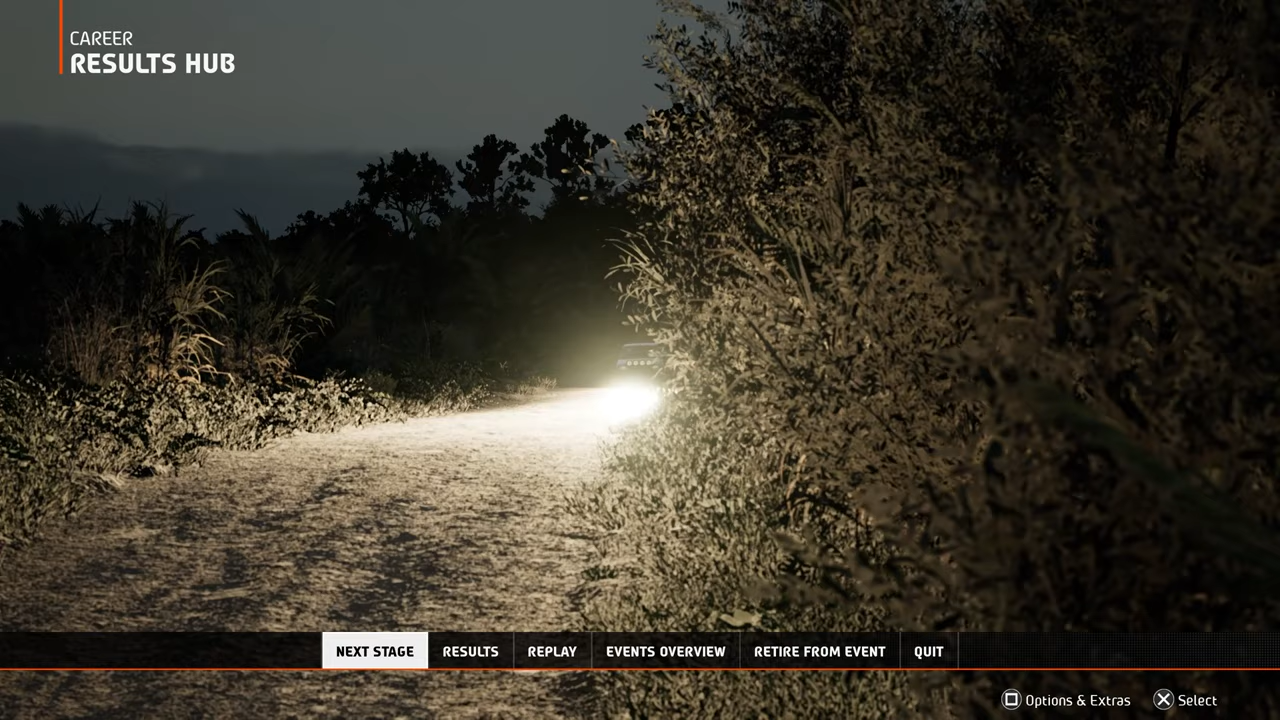 CAREER
RESULTS HUB
NEXT STAGE
RESULTS
REPLAY
EVENTS OVERVIEW
RETIRE FROM EVENT
QUIT
Options & Extras
Select